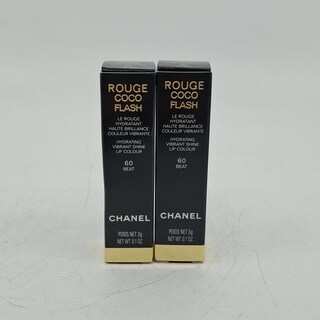 ROUGE
COCO
FLASH
LE ROUGE
HYDRATANT
HAUTE BRILLANCE
COULEUR VIBRANTE
HYDRATING
VIBRANT SHINE
LIP COLOUR
60
BEAT
CHANEL
POIDS NET 3g
NET WT. 0.1 OZ.
ROUGE
COCO
FLASH
LE ROUGE
HYDRATANT
HAUTE BRILLANCE
COULEUR VIBRANTE
HYDRATING
VIBRANT SHINE
LIP COLOUR
60
BEAT
CHANEL
POIDS NET 3g
NET WT. 0.1 OZ.